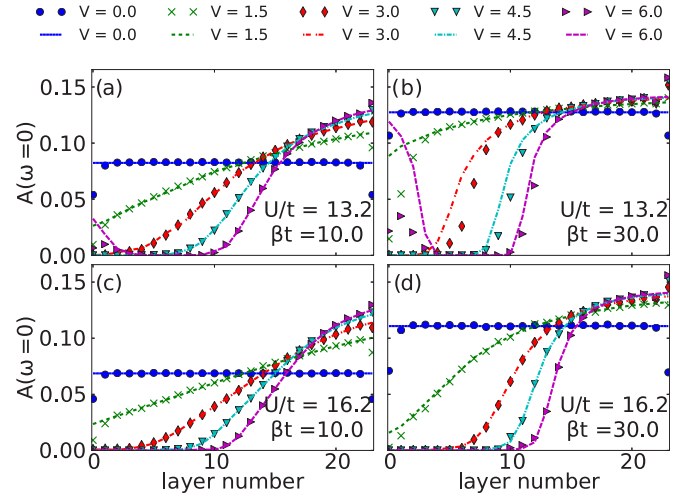 V = 0.0 V = 1.5 V = 3.0 V = 4.5 V = 6.0
V = 0.0 V = 1.5 V = 3.0 V = 4.5 V = 6.0
(a) (b)
0.15
0.10
0.05
0.00
A(ω=0)
U/t = 13.2 U/t = 13.2
βt=10.0 βt=30.0
(c) (d)
0.15
0.10
0.05
0.00
A(ω=0)
U/t = 16.2 U/t = 16.2
βt=10.0 βt=30.0
0 10 20 0 10 20
layer number layer number